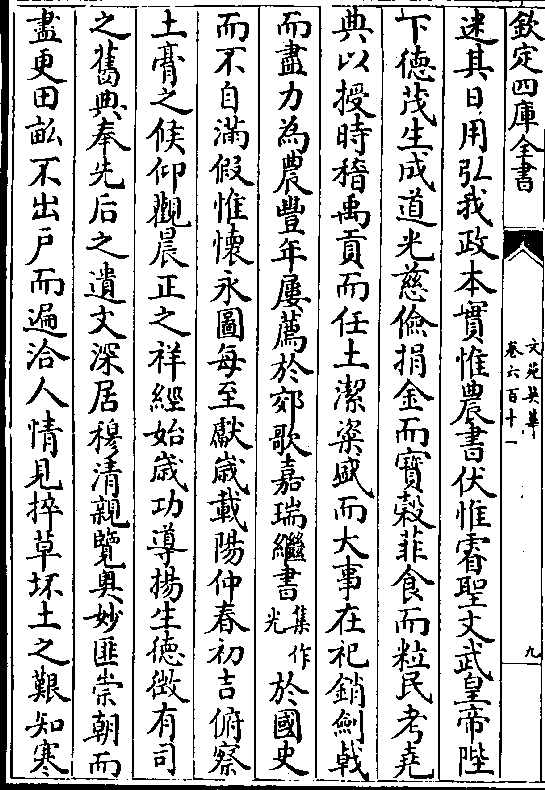 欽定四庫全書
文苑英華
卷六百十一
九
逑其日用弘我政本實惟農書伏惟睿聖文武皇帝陛
下德茂生成道光慈儉捐金而寶穀菲食而粒民考堯
典以授時稽禹貢而任土潔粢盛而大事在祀銷劍戟
而盡力為農豐年屢薦於郊歌嘉瑞繼書集作光於國史
而不自滿假惟懷永圖每至獻歲載陽仲春初吉俯察
土膏之候仰觀晨正之祥經始歲功導揚生德徴有司
之舊典奉先后之遺文深居穆清親覽奥妙匪崇朝而
盡更田畝不出戶而遍洽人情見捽草坏土之艱知寒